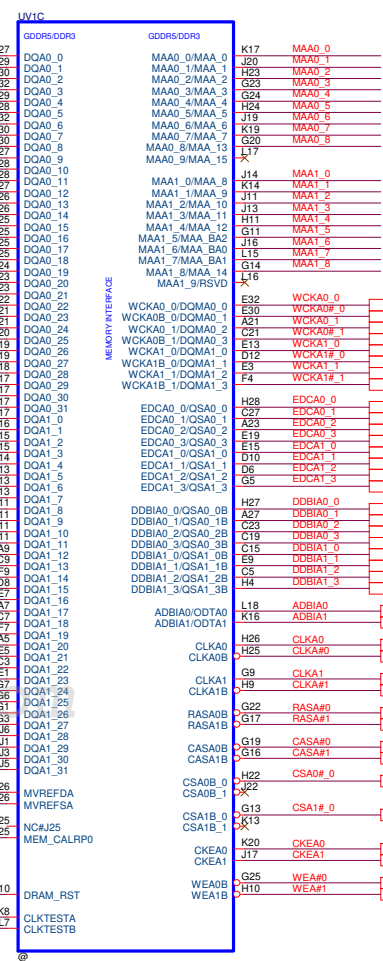 UV1C
GDDR5/DDR3
DQA0_0
DQA0_1
DQA0_2
DQA0_3
DQA0_4
DQA0_5
DQA0_6
DQA0_7
DQA0_8
DQA0_9
DQA0_10
DQA0_11
DQA0_12
DQA0_13
DQA0_14
DQA0_15
DQA0_16
DQA0_17
DQA0_18
DQA0_19
DQA0_20
DQA0_21
DQA0_22
DQA0_23
DQA0_24
DQA0_25
DQA0_26
DQA0_27
DQA0_28
DQA0_29
DQA0_30
DQA0_31
DQA1_0
DQA1_1
DQA1_2
DQA1_3
DQA1_4
DQA1_5
DQA1_6
DQA1_7
DQA1_8
DQA1_9
DQA1_10
DQA1_11
DQA1_12
DQA1_13
DQA1_14
DQA1_15
DQA1_16
DQA1_17
DQA1_18
DQA1_19
DQA1_20
DQA1_21
DQA1_22
DQA1_23
DQA1_24
DQA1_25
DQA1_26
DQA1_27
DQA1_28
DQA1_29
DQA1_30
DQA1_31
MVREFDA
MVREFSA
NC#J25
MEM_CALRP0
DRAM_RST
CLKTESTA
CLKTESTB
MEMORY INTERFACE
GDDR5/DDR3
MAA0_0/MAA_0 K17 MAA0_0
MAA0_1/MAA_1 J20 MAA0_1
MAA0_2/MAA_2 H23 MAA0_2
MAA0_3/MAA_3 G23 MAA0_3
MAA0_4/MAA_4 G24 MAA0_4
MAA0_5/MAA_5 H24 MAA0_5
MAA0_6/MAA_6 J19 MAA0_6
MAA0_7/MAA_7 K19 MAA0_7
MAA0_8/MAA_13 G20 MAA0_8
MAA0_9/MAA_15 L17
MAA1_0/MAA_8 J14 MAA1_0
MAA1_1/MAA_9 K14 MAA1_1
MAA1_2/MAA_10 J11 MAA1_2
MAA1_3/MAA_11 J13 MAA1_3
MAA1_4/MAA_12 H11 MAA1_4
MAA1_5/MAA_BA2 G11 MAA1_5
MAA1_6/MAA_BA0 J16 MAA1_6
MAA1_7/MAA_BA1 L15 MAA1_7
MAA1_8/MAA_14 G14 MAA1_8
MAA1_9/RSVD L16
WCKA0_0/DQMA0_0 E32 WCKA0_0
WCKA0B_0/DQMA0_1 E30 WCKA0#_0
WCKA0_1/DQMA0_2 A21 WCKA0_1
WCKA0B_1/DQMA0_3 C21 WCKA0#_1
WCKA1_0/DQMA1_0 E13 WCKA1_0
WCKA1B_0/DQMA1_1 D12 WCKA1#_0
WCKA1_1/DQMA1_2 E3 WCKA1_1
WCKA1B_1/DQMA1_3 F4 WCKA1#_1
EDCA0_0/QSA0_0 H28 EDCA0_0
EDCA0_1/QSA0_1 C27 EDCA0_1
EDCA0_2/QSA0_2 A23 EDCA0_2
EDCA0_3/QSA0_3 E19 EDCA0_3
EDCA1_0/QSA1_0 E15 EDCA1_0
EDCA1_1/QSA1_1 D10 EDCA1_1
EDCA1_2/QSA1_2 D6 EDCA1_2
EDCA1_3/QSA1_3 G5 EDCA1_3
DDBIA0_0/QSA0_0B H27 DDBIA0_0
DDBIA0_1/QSA0_1B A27 DDBIA0_1
DDBIA0_2/QSA0_2B C23 DDBIA0_2
DDBIA0_3/QSA0_3B C19 DDBIA0_3
DDBIA1_0/QSA1_0B C15 DDBIA1_0
DDBIA1_1/QSA1_1B E9 DDBIA1_1
DDBIA1_2/QSA1_2B C5 DDBIA1_2
DDBIA1_3/QSA1_3B H4 DDBIA1_3
ADBIA0/ODTA0 L18 ADBIA0
ADBIA1/ODTA1 K16 ADBIA1
CLKA0 H26 CLKA0
CLKA0B H25 CLKA#0
CLKA1 G9 CLKA1
CLKA1B H9 CLKA#1
RASA0B G22 RASA#0
RASA1B G17 RASA#1
CASA0B G19 CASA#0
CASA1B G16 CASA#1
CSA0B_0 H22 CSA0#_0
CSA0B_1 J22
CSA1B_0 G13 CSA1#_0
CSA1B_1 K13
CKEA0 K20 CKEA0
CKEA1 J17 CKEA1
WEA0B G25 WEA#0
WEA1B H10 WEA#1
@